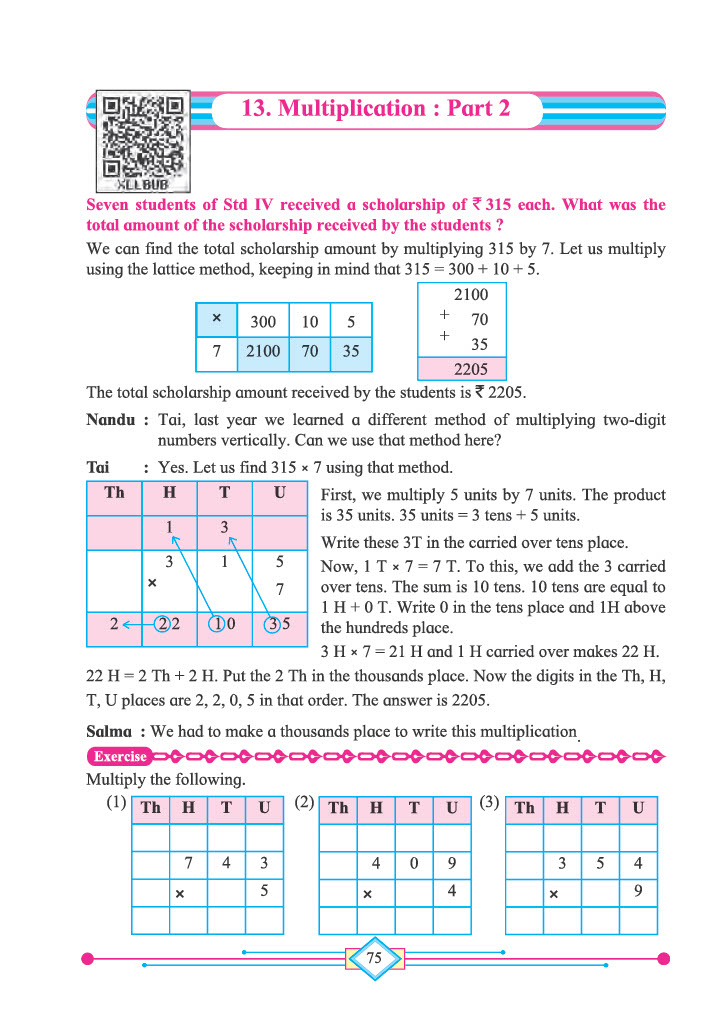 13. Multiplication : Part 2
XLLBUB
Seven students of Std IV received a scholarship of ₹ 315 each. What was the
total amount of the scholarship received by the students ?
We can find the total scholarship amount by multiplying 315 by 7. Let us multiply
using the lattice method, keeping in mind that 315 = 300 + 10 + 5.
× 300 10 5
7 2100 70 35
2100
+ 70
+ 35
2205
The total scholarship amount received by the students is ₹ 2205.
Nandu : Tai, last year we learned a different method of multiplying two-digit
numbers vertically. Can we use that method here?
Tai : Yes. Let us find 315 × 7 using that method.
Th H T U
1 3
3 1 5
× 7
2 22 10 35
First, we multiply 5 units by 7 units. The product
is 35 units. 35 units = 3 tens + 5 units.
Write these 3T in the carried over tens place.
Now, 1 T × 7 = 7 T. To this, we add the 3 carried
over tens. The sum is 10 tens. 10 tens are equal to
1 H + 0 T. Write 0 in the tens place and 1H above
the hundreds place.
3 H × 7 = 21 H and 1 H carried over makes 22 H.
22 H = 2 Th + 2 H. Put the 2 Th in the thousands place. Now the digits in the Th, H,
T, U places are 2, 2, 0, 5 in that order. The answer is 2205.
Salma : We had to make a thousands place to write this multiplication.
Exercise
Multiply the following.
(1) Th H T U
7 4 3
× 5
(2) Th H T U
4 0 9
× 4
(3) Th H T U
3 5 4
× 9
75